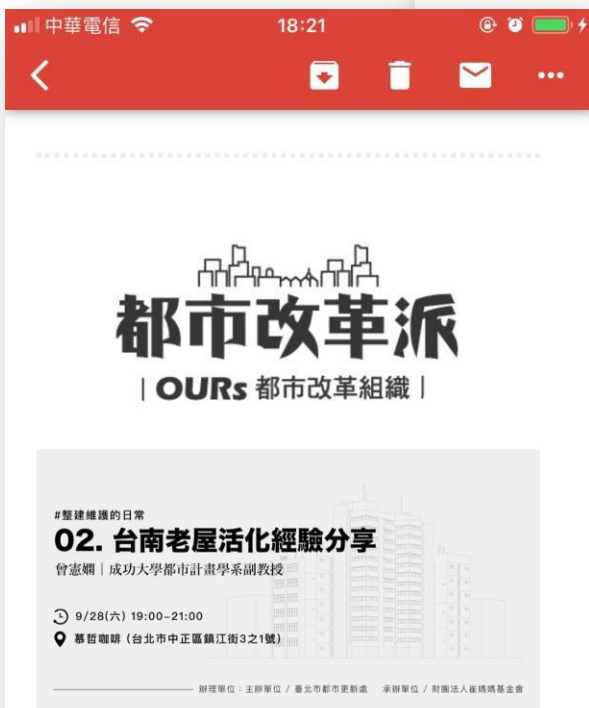 中華電信
18:21
都市改革派
| OURs 都市改革組織 |
#整建維護的日常
02. 台南老屋活化經驗分享
曾憲嫻｜成功大學都市計畫學系副教授
9/28(六) 19:00-21:00
慕哲咖啡 (台北市中正區鎮江街3之1號)
辦理單位：主辦單位 / 臺北市都市更新處 承辦單位 / 財團法人崔媽媽基金會